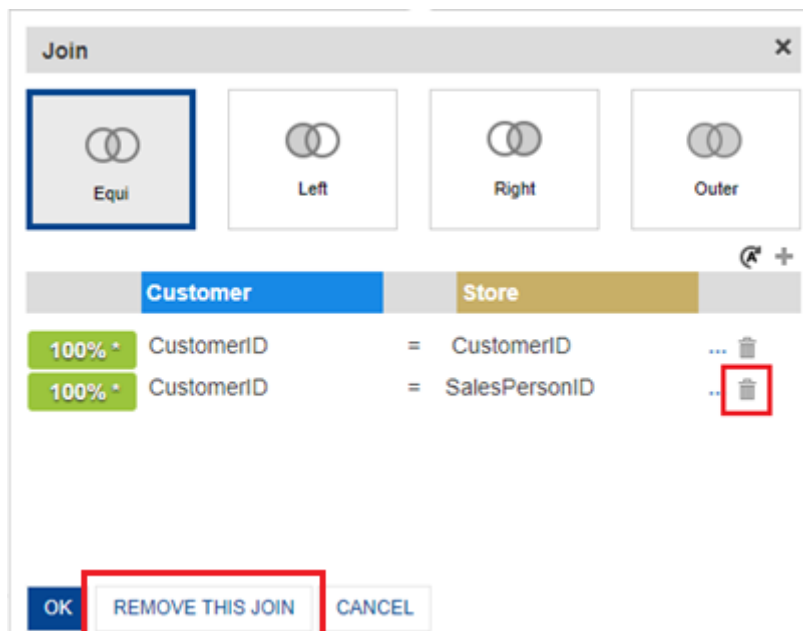 Join ×
Equi Left Right Outer
A +
Customer Store
100% * CustomerID = CustomerID ...
100% * CustomerID = SalesPersonID ..
OK REMOVE THIS JOIN CANCEL